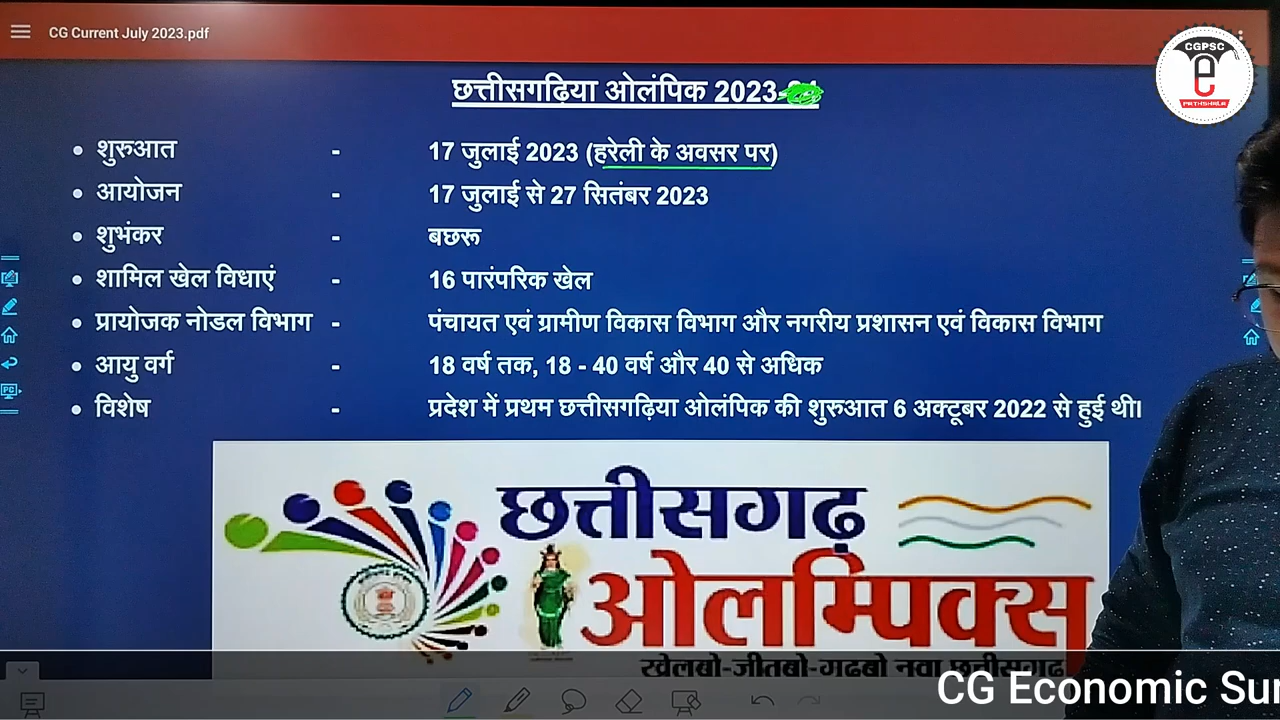 CG Current July 2023.pdf
CGPSC
e
PATHSHALA
छत्तीसगढ़िया ओलंपिक 2023-
• शुरुआत - 17 जुलाई 2023 (हरेली के अवसर पर)
• आयोजन - 17 जुलाई से 27 सितंबर 2023
• शुभंकर - बछरू
• शामिल खेल विधाएं - 16 पारंपरिक खेल
• प्रायोजक नोडल विभाग - पंचायत एवं ग्रामीण विकास विभाग और नगरीय प्रशासन एवं विकास विभाग
• आयु वर्ग - 18 वर्ष तक, 18 - 40 वर्ष और 40 से अधिक
• विशेष - प्रदेश में प्रथम छत्तीसगढ़िया ओलंपिक की शुरुआत 6 अक्टूबर 2022 से हुई थी।
छत्तीसगढ़
ओलम्पिक्स
खेलबो-जीतबो-गढ़बो नवा छत्तीसगढ़
CG Economic Sur